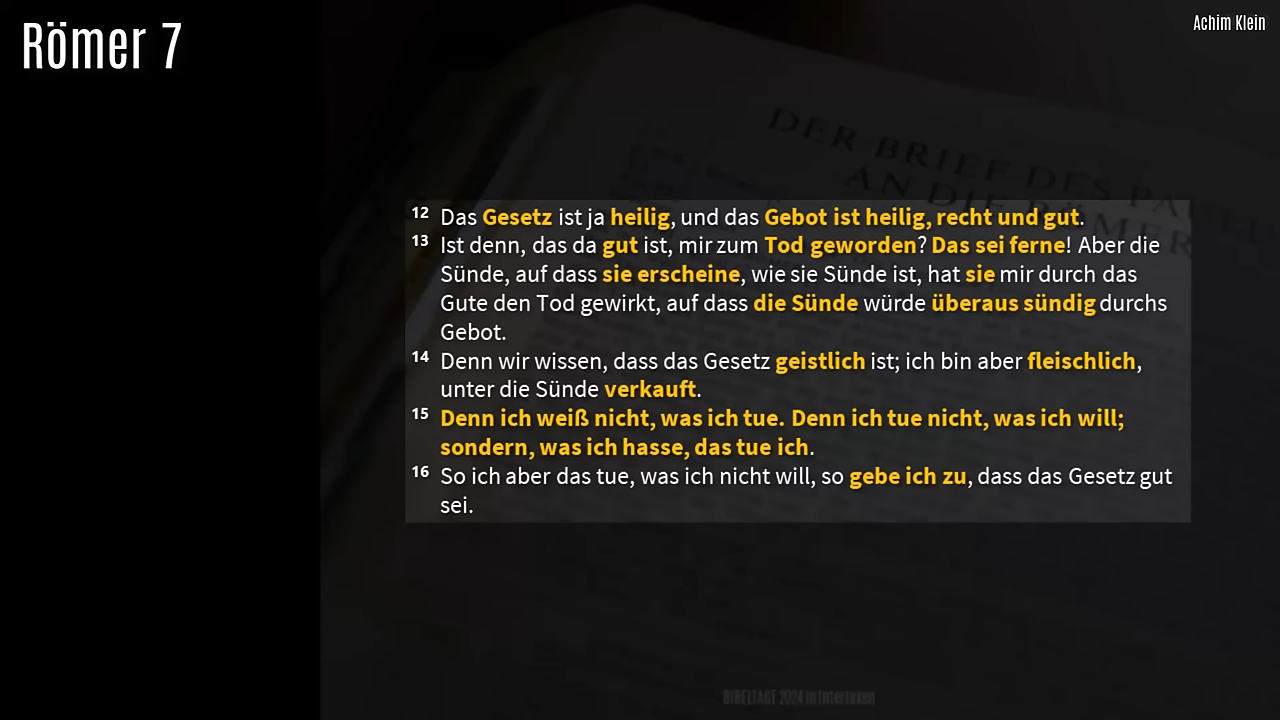 Römer 7
Achim Klein
DER BRIEF DES PAULUS
AN DIE RÖMER
12 Das Gesetz ist ja heilig, und das Gebot ist heilig, recht und gut.
13 Ist denn, das da gut ist, mir zum Tod geworden? Das sei ferne! Aber die
Sünde, auf dass sie erscheine, wie sie Sünde ist, hat sie mir durch das
Gute den Tod gewirkt, auf dass die Sünde würde überaus sündig durchs
Gebot.
14 Denn wir wissen, dass das Gesetz geistlich ist; ich bin aber fleischlich,
unter die Sünde verkauft.
15 Denn ich weiß nicht, was ich tue. Denn ich tue nicht, was ich will;
sondern, was ich hasse, das tue ich.
16 So ich aber das tue, was ich nicht will, so gebe ich zu, dass das Gesetz gut
sei.
BIBELTAGE 2024 in Interlaken